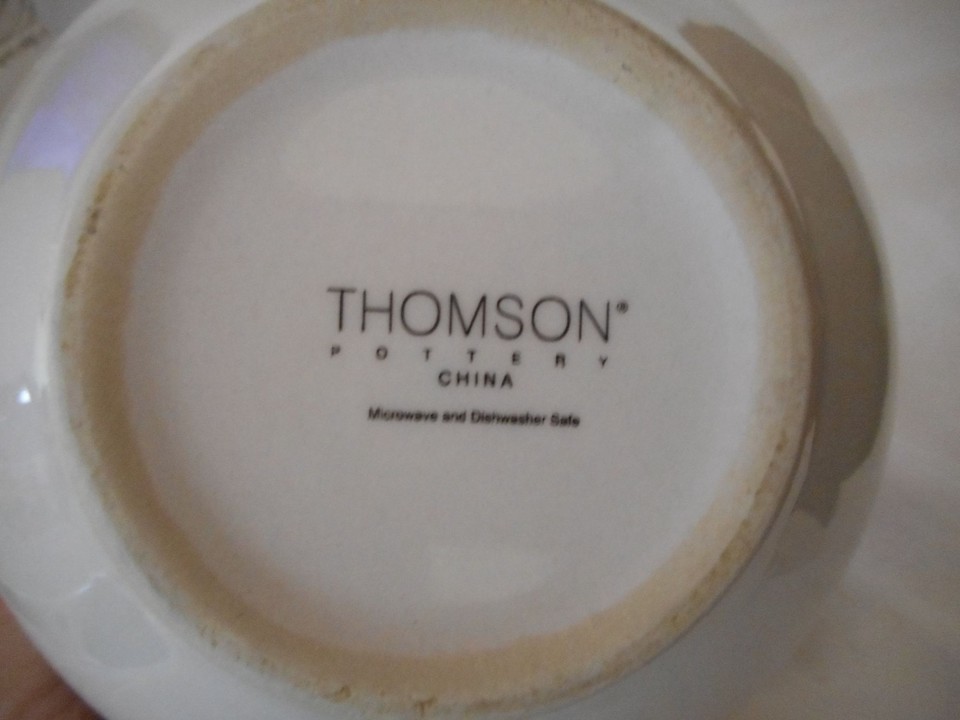 THOMSON®
POTTERY
CHINA
Microwave and Dishwasher Safe